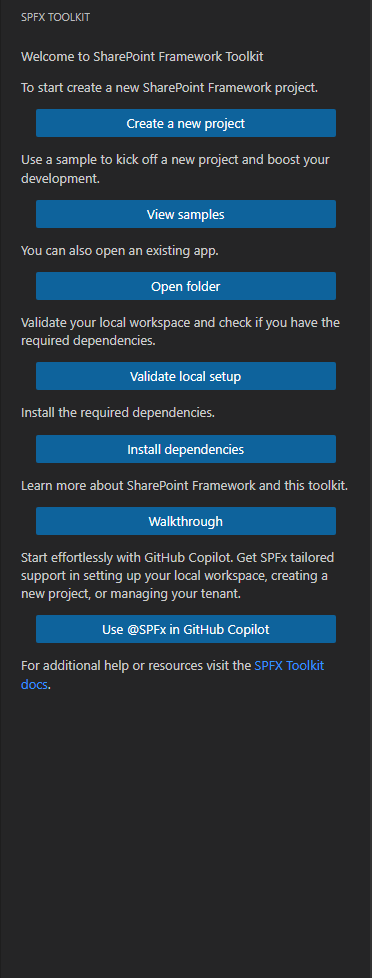 SPFX TOOLKIT
Welcome to SharePoint Framework Toolkit
To start create a new SharePoint Framework project.
Create a new project
Use a sample to kick off a new project and boost your
development.
View samples
You can also open an existing app.
Open folder
Validate your local workspace and check if you have the
required dependencies.
Validate local setup
Install the required dependencies.
Install dependencies
Learn more about SharePoint Framework and this toolkit.
Walkthrough
Start effortlessly with GitHub Copilot. Get SPFx tailored
support in setting up your local workspace, creating a
new project, or managing your tenant.
Use @SPFx in GitHub Copilot
For additional help or resources visit the SPFX Toolkit
docs.